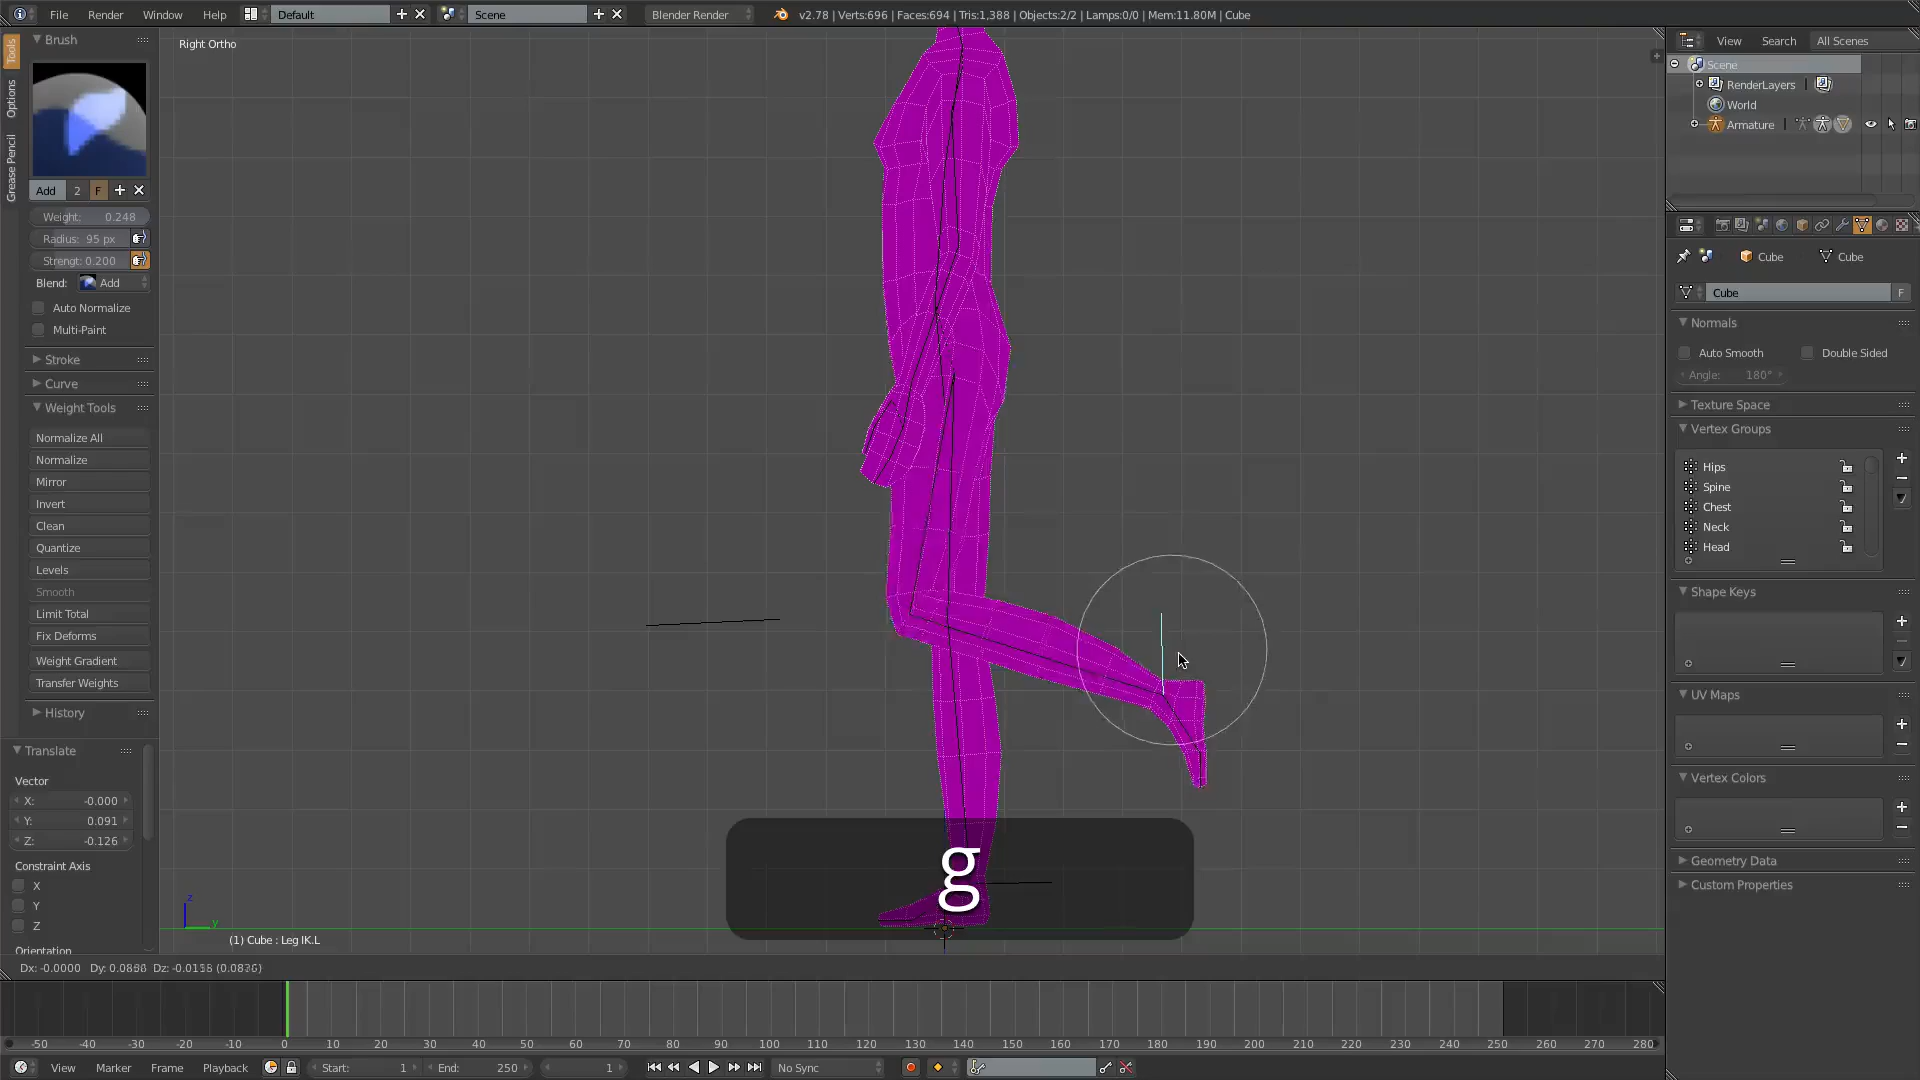 File Render Window Help Default Scene Blender Render v2.78 | Verts:696 | Faces:694 | Tris:1,388 | Objects:2/2 | Lamps:0/0 | Mem:11.80M | Cube
Tools
Options
Grease Pencil
Brush
Add 2 F
Weight: 0.248
Radius: 95 px
Strengt: 0.200
Blend: Add
Auto Normalize
Multi-Paint
Stroke
Curve
Weight Tools
Normalize All
Normalize
Mirror
Invert
Clean
Quantize
Levels
Smooth
Limit Total
Fix Deforms
Weight Gradient
Transfer Weights
History
Translate
Vector
X: -0.000
Y: 0.091
Z: -0.126
Constraint Axis
X
Y
Z
Orientation
Right Ortho
g
z
y
(1) Cube : Leg IK.L
Dx: -0.0000 Dy: 0.0868 Dz: -0.0158 (0.0876)
View Search All Scenes
Scene
RenderLayers
World
Armature
Cube Cube
Cube F
Normals
Auto Smooth Double Sided
Angle: 180°
Texture Space
Vertex Groups
Hips
Spine
Chest
Neck
Head
Shape Keys
UV Maps
Vertex Colors
Geometry Data
Custom Properties
-50 -40 -30 -20 -10 0 10 20 30 40 50 60 70 80 90 100 110 120 130 140 150 160 170 180 190 200 210 220 230 240 250 260 270 280
View Marker Frame Playback Start: 1 End: 250 1 No Sync